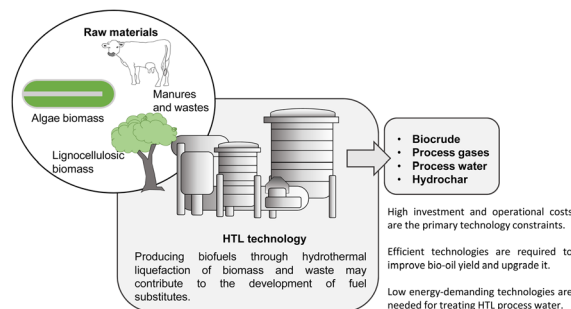 Raw materials
Manures
and wastes
Algae biomass
Lignocellulosic
biomass
HTL technology
Producing biofuels through hydrothermal
liquefaction of biomass and waste may
contribute to the development of fuel
substitutes.
• Biocrude
• Process gases
• Process water
• Hydrochar
High investment and operational costs
are the primary technology constraints.
Efficient technologies are required to
improve bio-oil yield and upgrade it.
Low energy-demanding technologies are
needed for treating HTL process water.